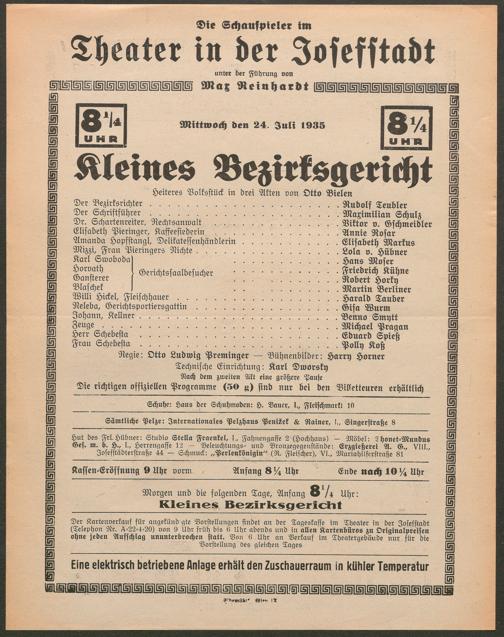 Die Schauspieler im
Theater in der Josefstadt
unter der Führung von
Max Reinhardt
8 1/4 UHR
Mittwoch den 24. Juli 1935
8 1/4 UHR
Kleines Bezirksgericht
Heiteres Volksstück in drei Akten von Otto Bielen
Der Bezirksrichter . . . Rudolf Teubler
Der Schriftführer . . . Maximilian Schulz
Dr. Schartenreiter, Rechtsanwalt . . . Viktor v. Gschmeidler
Elisabeth Pieringer, Kaffeesiederin . . . Annie Rosar
Amanda Hopfstangl, Delikatessenhändlerin . . . Elisabeth Markus
Mizzi, Frau Pieringers Nichte . . . Lola v. Hübner
Karl Swoboda . . . Hans Moser
Horvath . . . Friedrich Kühne
Gansterer } Gerichtssaalbesucher . . . Robert Horky
Blaschek . . . Martin Berliner
Willi Hickel, Fleischhauer . . . Harald Tauber
Neleba, Gerichtsportiersgattin . . . Gisa Wurm
Johann, Kellner . . . Benno Smytt
Zeuge . . . Michael Pragan
Herr Schebesta . . . Eduard Spieß
Frau Schebesta . . . Polly Koß
Regie: Otto Ludwig Preminger — Bühnenbilder: Harry Horner
Technische Einrichtung: Karl Dworsky
Nach dem zweiten Akt eine größere Pause
Die richtigen offiziellen Programme (50 g) sind nur bei den Billetteuren erhältlich
Schuhe: Haus der Schuhmoden: H. Bauer, I., Fleischmarkt 10
Sämtliche Pelze: Internationales Pelzhaus Penižek & Rainer, I., Singerstraße 8
Hut des Frl. Hübner: Studio Stella Fraenkel, I., Fahnengasse 2 (Hochhaus) — Möbel: Thonet-Mundus
Ges. m. b. H., I., Herrengasse 12 — Beleuchtungs- und Bronzegegenstände: Erzgießerei A. G., VIII.,
Josefstädterstraße 44 — Schmuck: „Perlenkönigin“ (R. Fleischer), VI., Mariahilferstraße 81
Kassen-Eröffnung 9 Uhr vorm. Anfang 8 1/4 Uhr Ende nach 10 1/4 Uhr
Morgen und die folgenden Tage, Anfang 8 1/4 Uhr:
Kleines Bezirksgericht
Der Kartenverkauf für angekündigte Vorstellungen findet an der Tageskasse im Theater in der Josefstadt
(Telephon Nr. A-22-4-20) von 9 Uhr früh bis 6 Uhr abends und in allen Kartenbüros zu Originalpreisen
ohne jeden Aufschlag ununterbrochen statt. Von 6 Uhr an Verkauf im Theatergebäude nur für die
Vorstellung des gleichen Tages
Eine elektrisch betriebene Anlage erhält den Zuschauerraum in kühler Temperatur